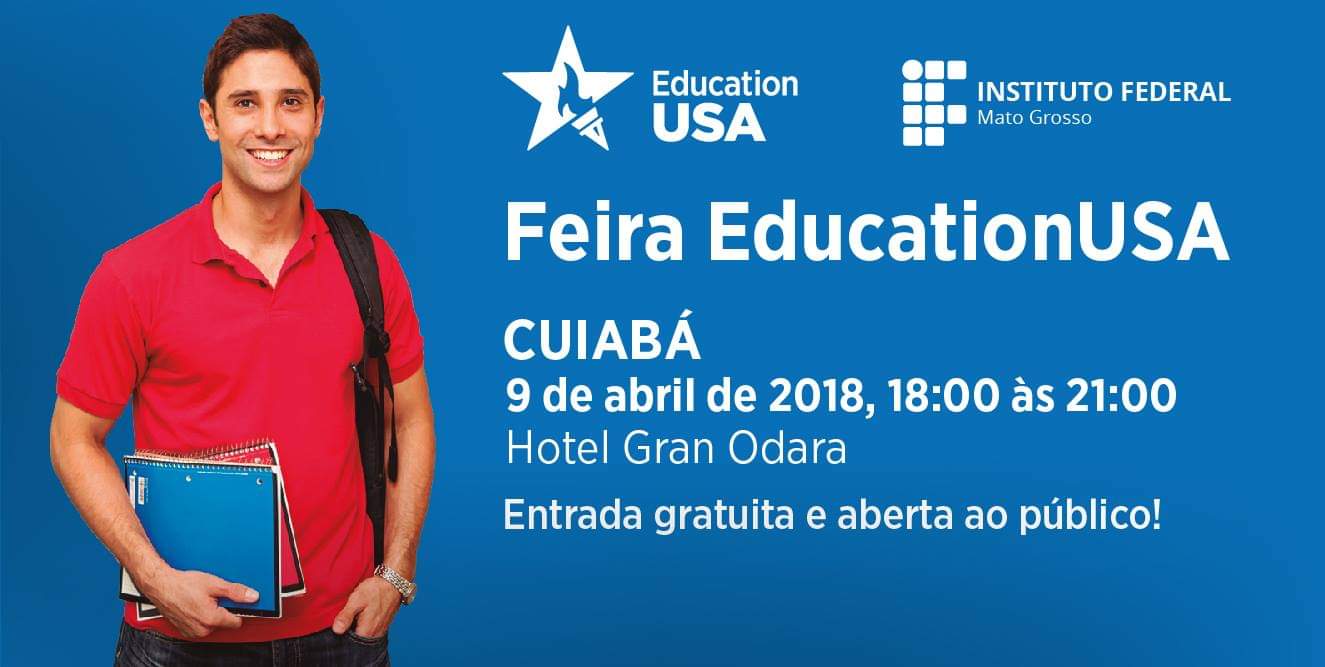 Education
USA
INSTITUTO FEDERAL
Mato Grosso
Feira EducationUSA
CUIABÁ
9 de abril de 2018, 18:00 às 21:00
Hotel Gran Odara
Entrada gratuita e aberta ao público!